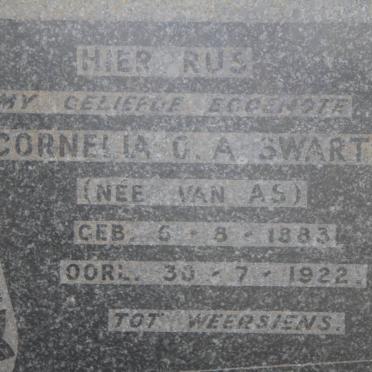 HIER RUS
MY GELIEFDE EGGENOTE
CORNELIA C. A. SWART
(NEE VAN AS)
GEB. 6 - 8 - 1883
OORL. 30 - 7 - 1922.
TOT WEERSIENS.